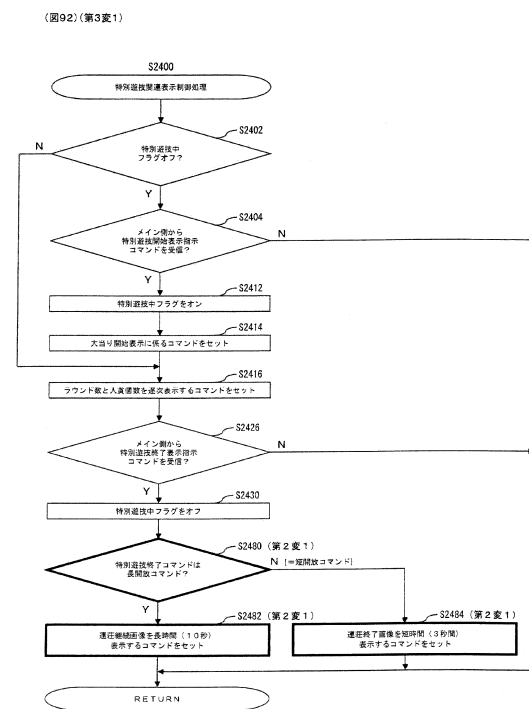 (図92)(第3変1)
S2400
特別遊技関連表示制御処理
S2402
特別遊技中
フラグオフ?
N
Y
S2404
メイン側から
特別遊技開始表示指示
コマンドを受信?
N
Y
S2412
特別遊技中フラグをオン
S2414
大当り開始表示に係るコマンドをセット
S2416
ラウンド数と入賞個数を逐次表示するコマンドをセット
S2426
メイン側から
特別遊技終了表示指示
コマンドを受信?
N
Y
S2430
特別遊技中フラグをオフ
S2480(第2変1)
特別遊技終了コマンドは
長開放コマンド?
N [=短開放コマンド]
Y
S2482(第2変1)
連荘継続画像を長時間(10秒)
表示するコマンドをセット
S2484(第2変1)
連荘終了画像を短時間(3秒間)
表示するコマンドをセット
RETURN